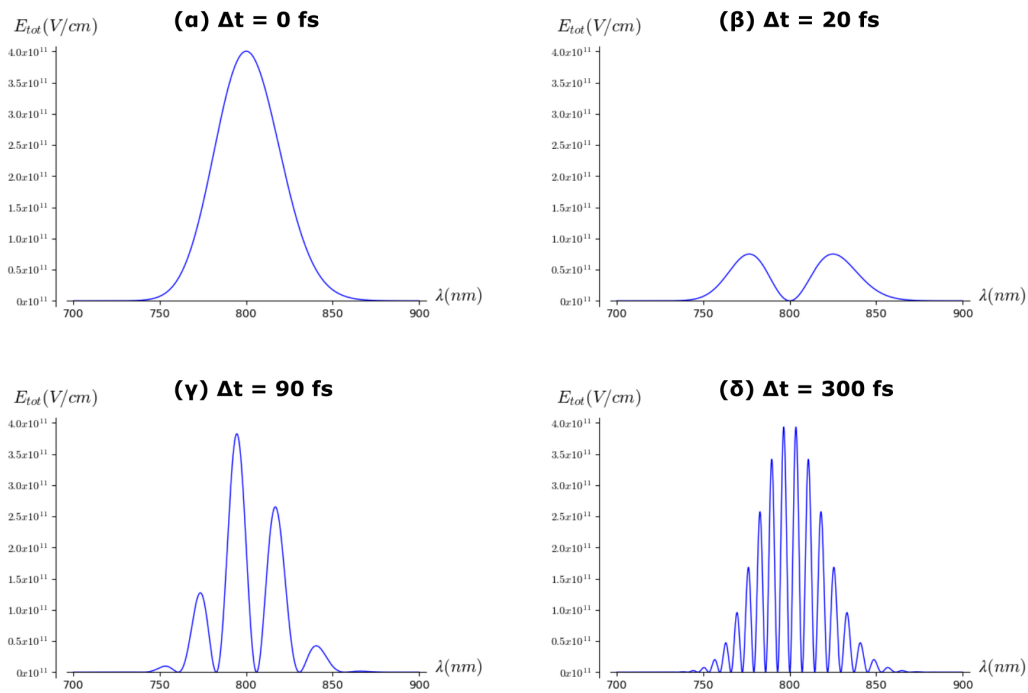 (α) Δt = 0 fs
E_tot(V/cm)
4.0x10^11
3.5x10^11
3.0x10^11
2.5x10^11
2.0x10^11
1.5x10^11
1.0x10^11
0.5x10^11
0x10^11
700 750 800 850 900
λ(nm)
(β) Δt = 20 fs
E_tot(V/cm)
4.0x10^11
3.5x10^11
3.0x10^11
2.5x10^11
2.0x10^11
1.5x10^11
1.0x10^11
0.5x10^11
0x10^11
700 750 800 850 900
λ(nm)
(γ) Δt = 90 fs
E_tot(V/cm)
4.0x10^11
3.5x10^11
3.0x10^11
2.5x10^11
2.0x10^11
1.5x10^11
1.0x10^11
0.5x10^11
0x10^11
700 750 800 850 900
λ(nm)
(δ) Δt = 300 fs
E_tot(V/cm)
4.0x10^11
3.5x10^11
3.0x10^11
2.5x10^11
2.0x10^11
1.5x10^11
1.0x10^11
0.5x10^11
0x10^11
700 750 800 850 900
λ(nm)